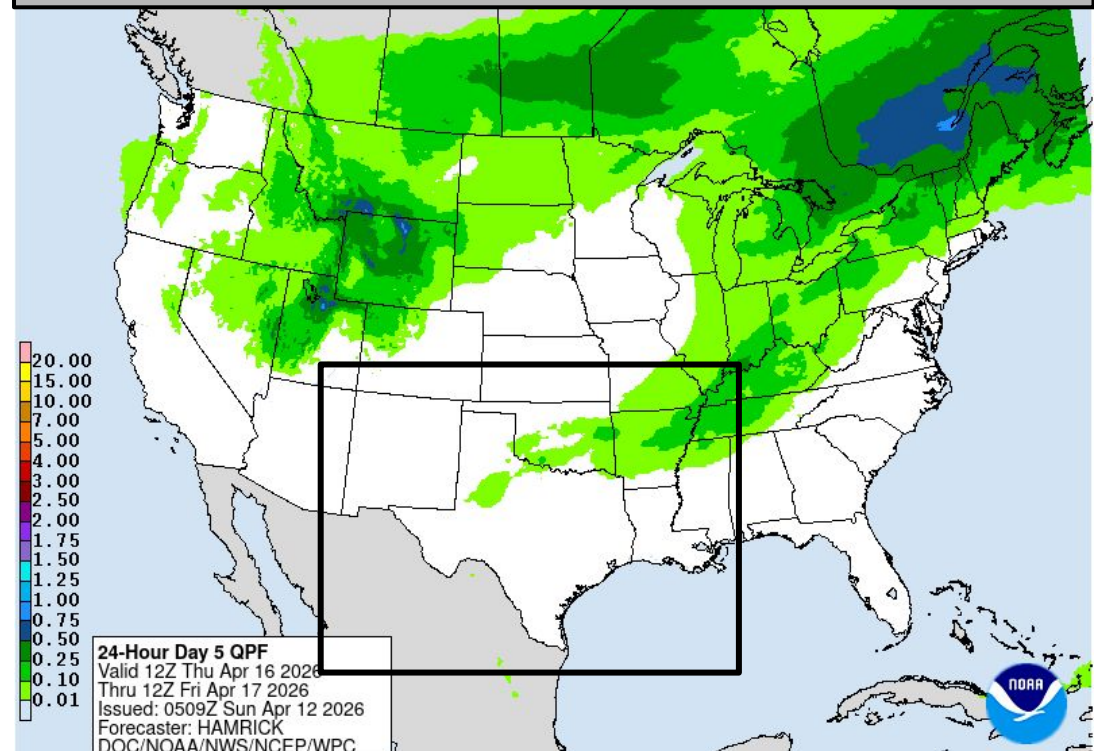 20.00
15.00
10.00
7.00
5.00
4.00
3.00
2.50
2.00
1.75
1.50
1.25
1.00
0.75
0.50
0.25
0.10
0.01
24-Hour Day 5 QPF
Valid 12Z Thu Apr 16 2026
Thru 12Z Fri Apr 17 2026
Issued: 0509Z Sun Apr 12 2026
Forecaster: HAMRICK
DOC/NOAA/NWS/NCEP/WPC
NOAA